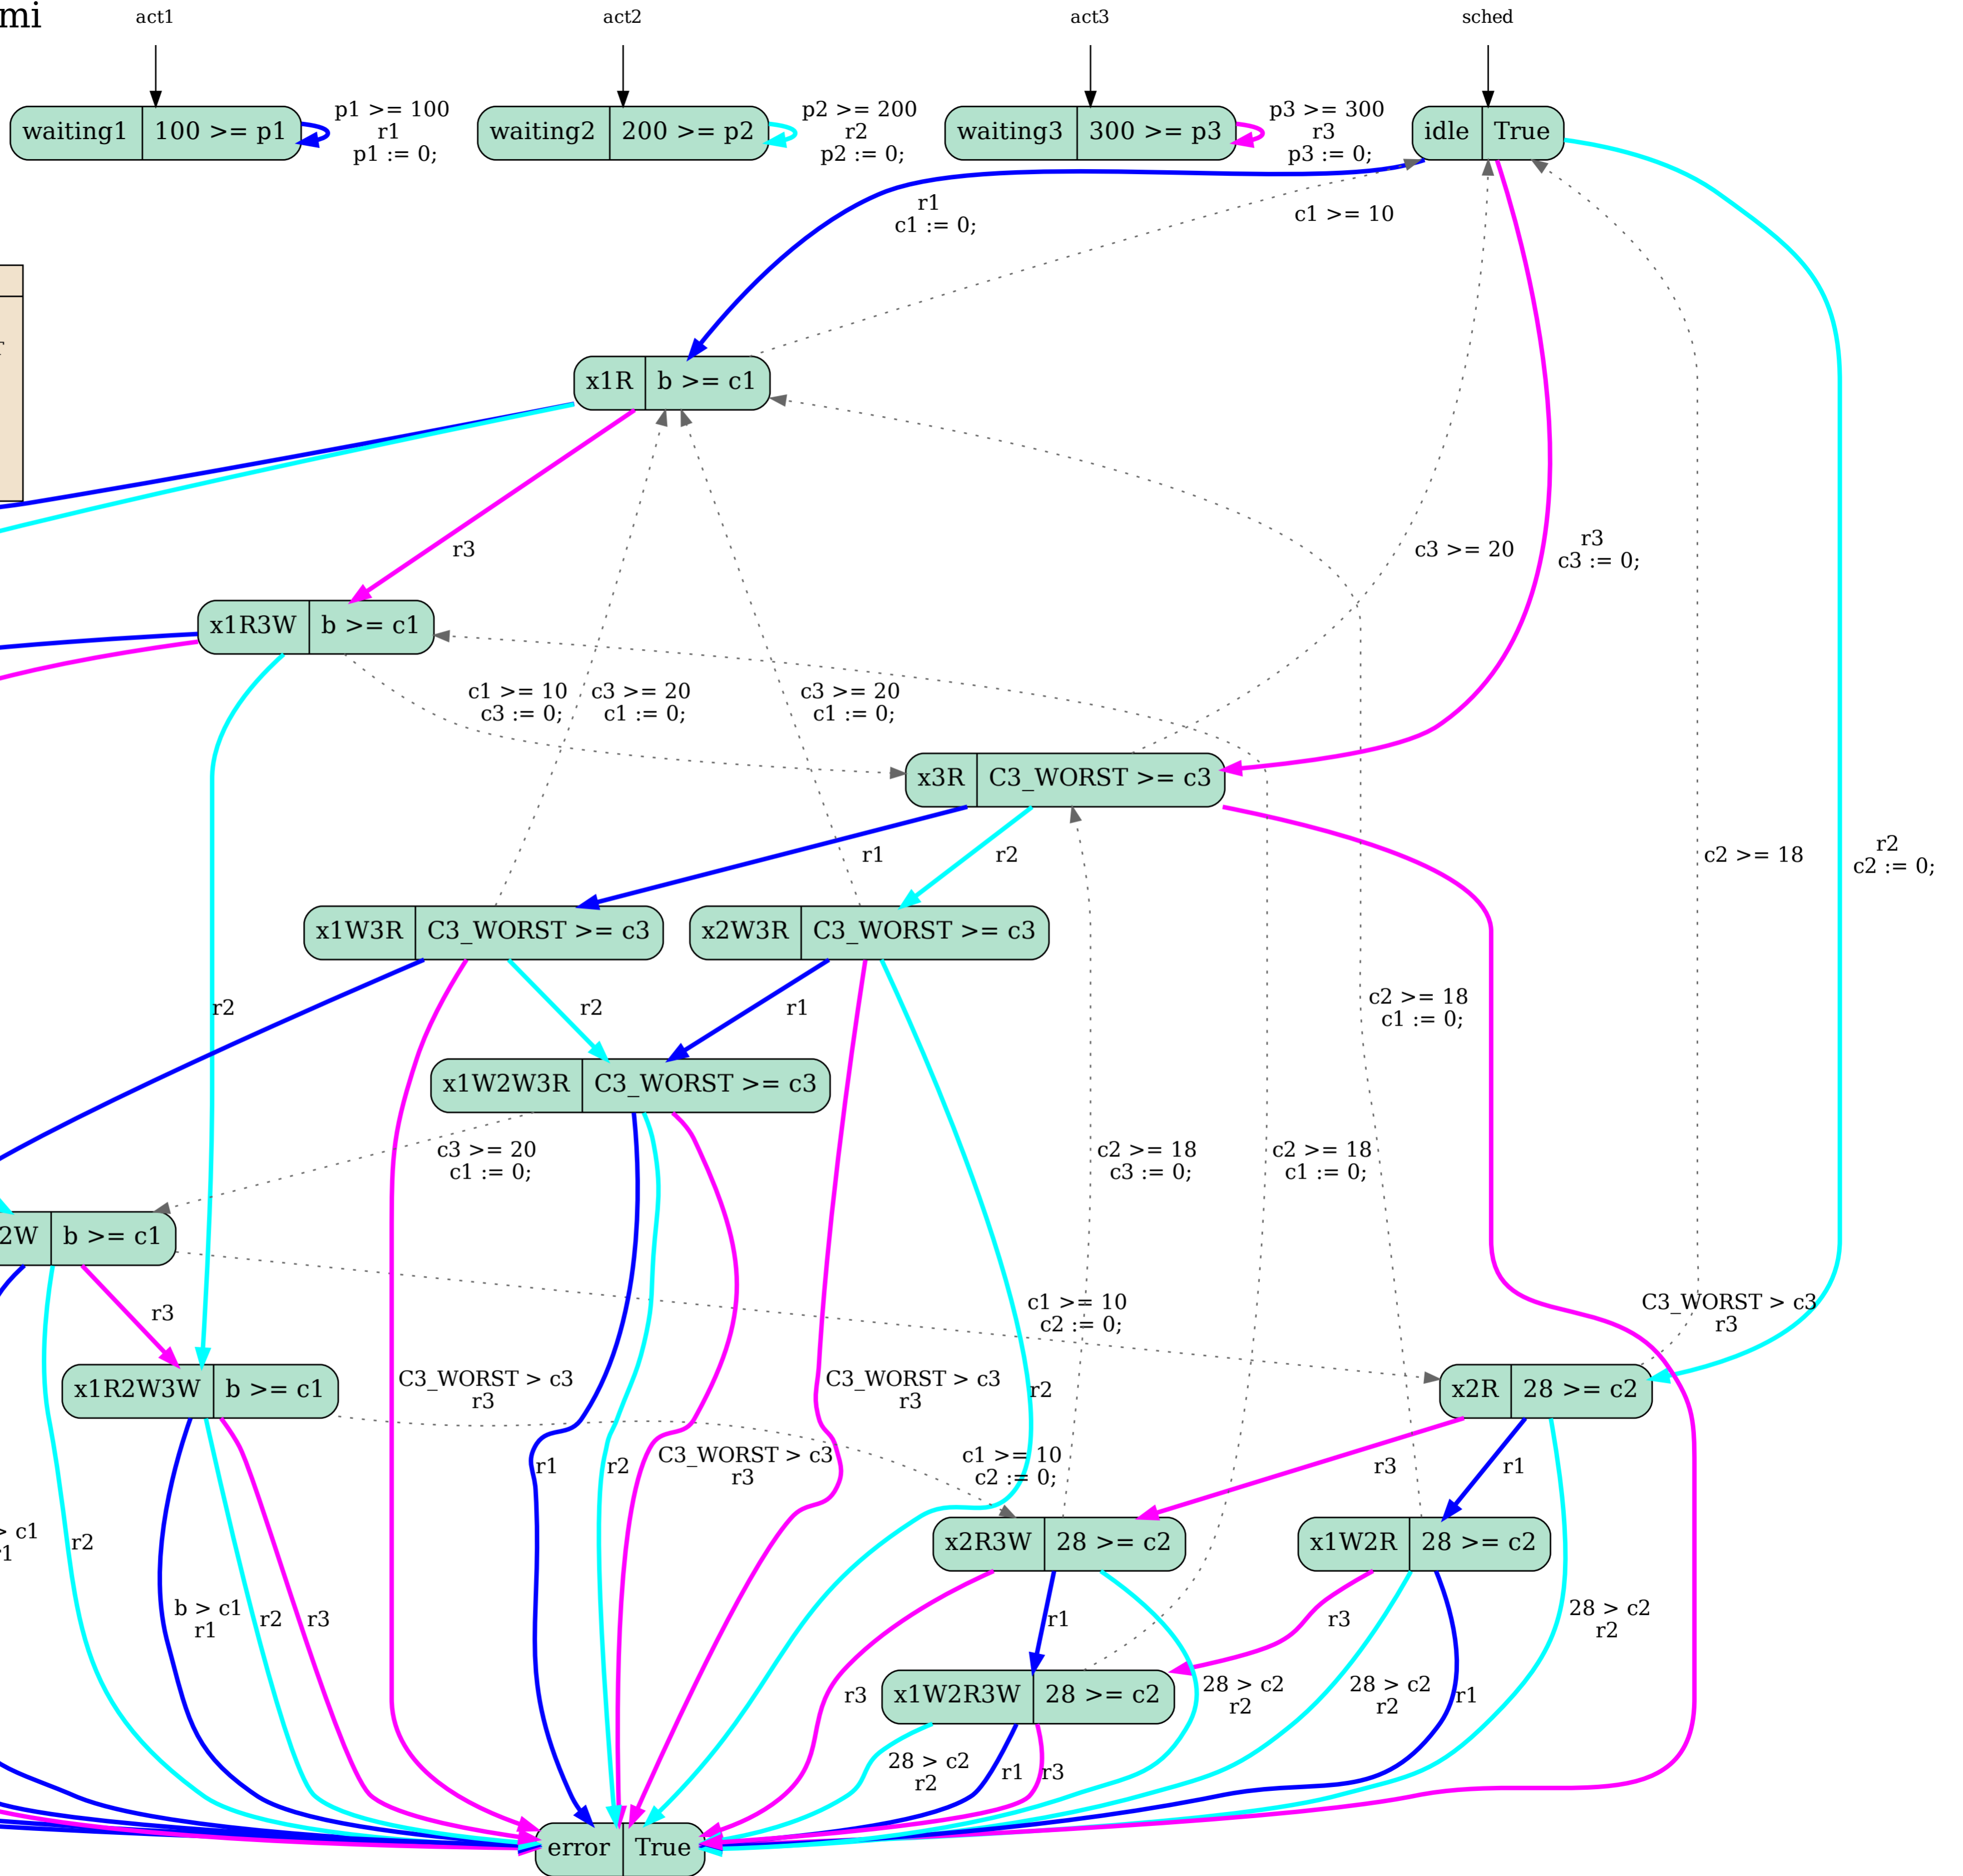 mi
act1
act2
act3
sched
waiting1
100 >= p1
p1 >= 100
r1
p1 := 0;
waiting2
200 >= p2
p2 >= 200
r2
p2 := 0;
waiting3
300 >= p3
p3 >= 300
r3
p3 := 0;
idle
True
r1
c1 := 0;
c1 >= 10
x1R
b >= c1
r3
c3 >= 20
r3
c3 := 0;
x1R3W
b >= c1
c1 >= 10
c3 := 0;
c3 >= 20
c1 := 0;
c3 >= 20
c1 := 0;
x3R
C3_WORST >= c3
r1
r2
c2 >= 18
r2
c2 := 0;
x1W3R
C3_WORST >= c3
x2W3R
C3_WORST >= c3
r2
r2
r1
c2 >= 18
c1 := 0;
x1W2W3R
C3_WORST >= c3
c3 >= 20
c1 := 0;
c2 >= 18
c3 := 0;
c2 >= 18
c1 := 0;
2W
b >= c1
r3
c1 >= 10
c2 := 0;
C3_WORST > c3
r3
x1R2W3W
b >= c1
C3_WORST > c3
r3
C3_WORST > c3
r3
r2
x2R
28 >= c2
r1
r2
C3_WORST > c3
r3
c1 >= 10
c2 := 0;
r3
r1
> c1
r1
r2
x2R3W
28 >= c2
x1W2R
28 >= c2
b > c1
r1
r2
r3
r1
r3
28 > c2
r2
r3
x1W2R3W
28 >= c2
28 > c2
r2
28 > c2
r2
r1
28 > c2
r2
r1
r3
error
True